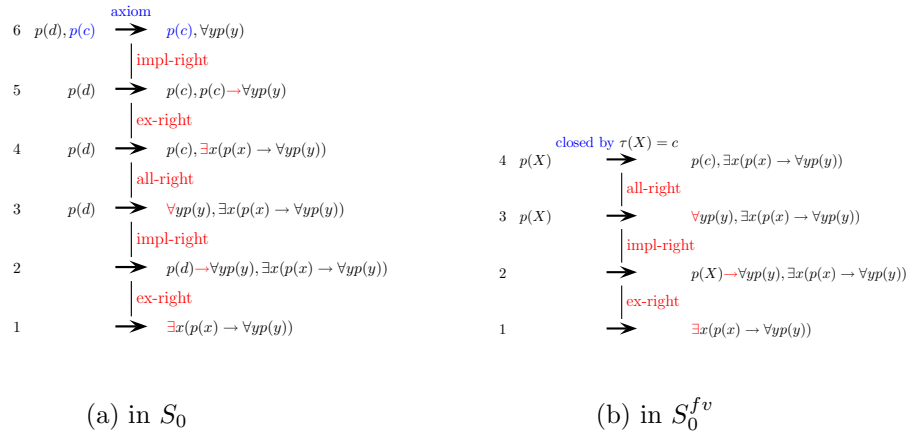 axiom
6 p(d), p(c) → p(c), ∀yp(y)
impl-right
5 p(d) → p(c), p(c)→∀yp(y)
ex-right
4 p(d) → p(c), ∃x(p(x) → ∀yp(y))
all-right
3 p(d) → ∀yp(y), ∃x(p(x) → ∀yp(y))
impl-right
2 → p(d)→∀yp(y), ∃x(p(x) → ∀yp(y))
ex-right
1 → ∃x(p(x) → ∀yp(y))
(a) in S₀
closed by τ(X) = c
4 p(X) → p(c), ∃x(p(x) → ∀yp(y))
all-right
3 p(X) → ∀yp(y), ∃x(p(x) → ∀yp(y))
impl-right
2 → p(X)→∀yp(y), ∃x(p(x) → ∀yp(y))
ex-right
1 → ∃x(p(x) → ∀yp(y))
(b) in S₀^{fv}